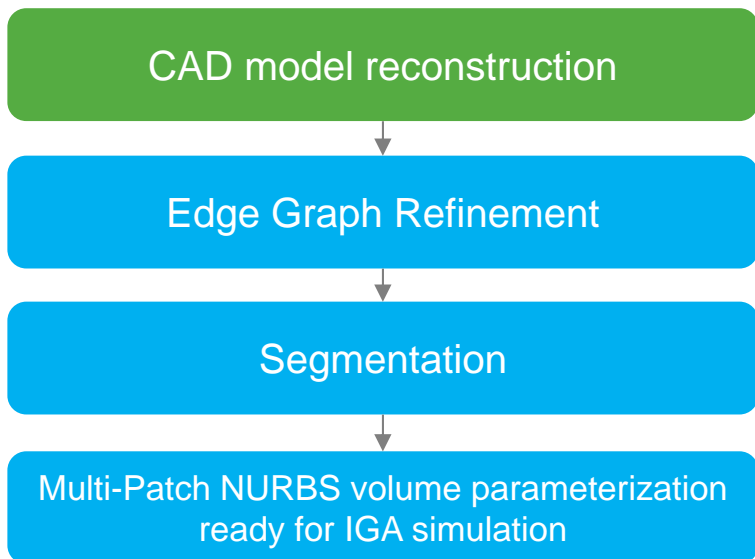 CAD model reconstruction
Edge Graph Refinement
Segmentation
Multi-Patch NURBS volume parameterization
ready for IGA simulation